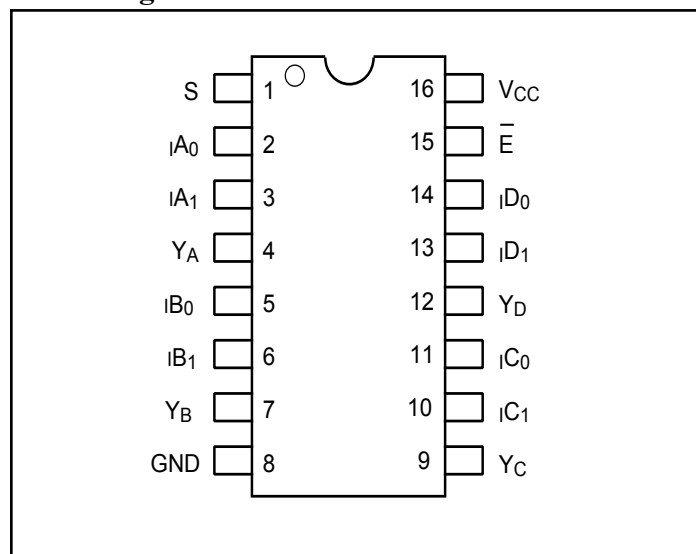 S 1 16 VCC
IA0 2 15 E̅
IA1 3 14 ID0
YA 4 13 ID1
IB0 5 12 YD
IB1 6 11 IC0
YB 7 10 IC1
GND 8 9 YC